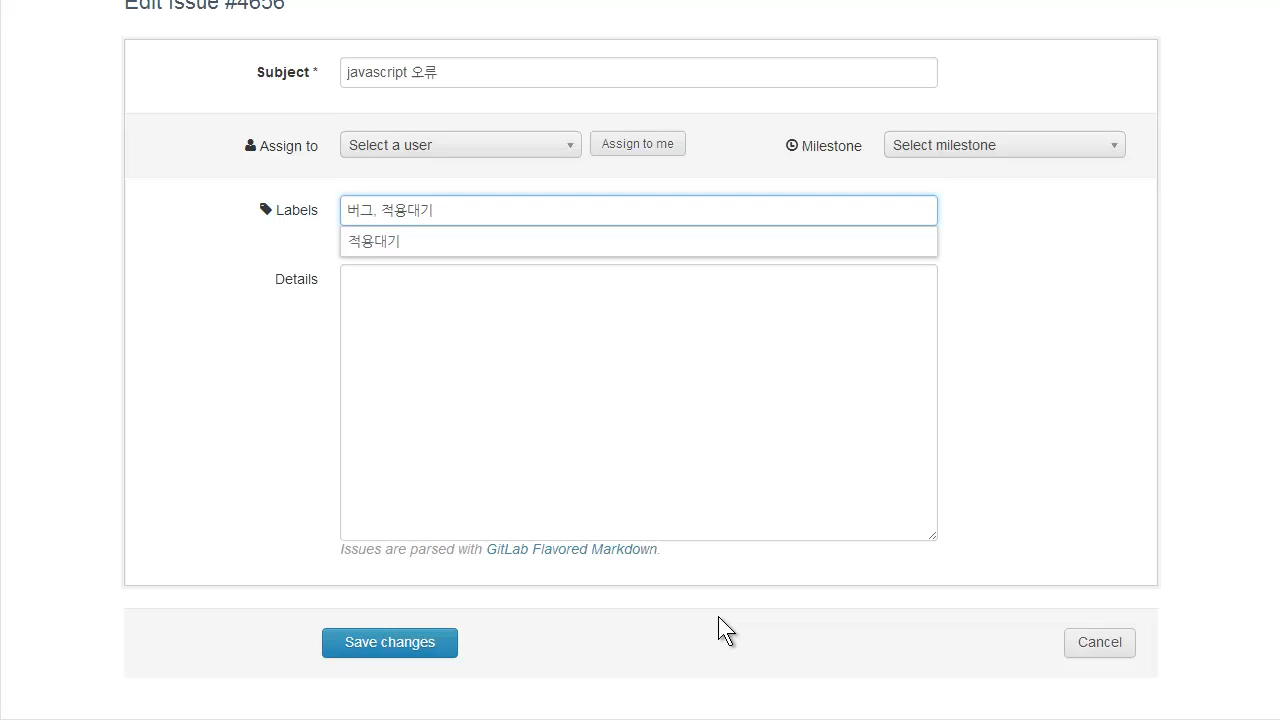 Edit Issue #4656
Subject * javascript 오류
Assign to Select a user Assign to me Milestone Select milestone
Labels 버그, 적용대기
적용대기
Details
Issues are parsed with GitLab Flavored Markdown.
Save changes Cancel